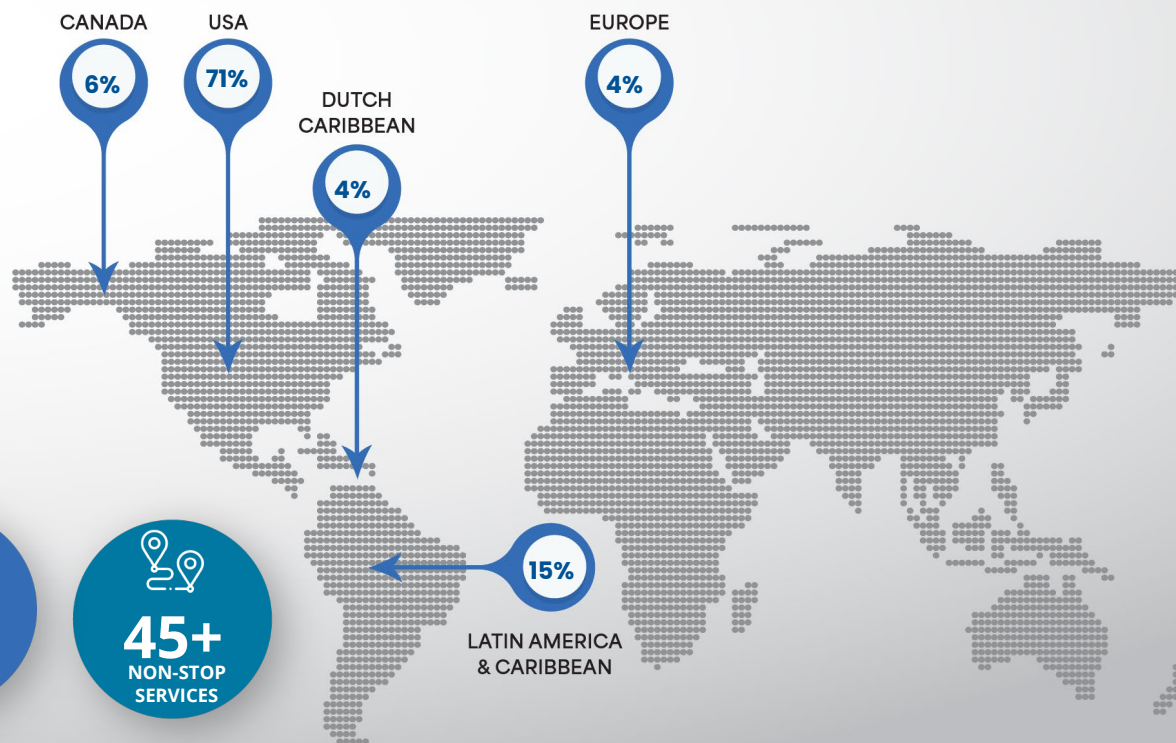 CANADA
6%
USA
71%
DUTCH
CARIBBEAN
4%
EUROPE
4%
15%
LATIN AMERICA
& CARIBBEAN
45+
NON-STOP
SERVICES